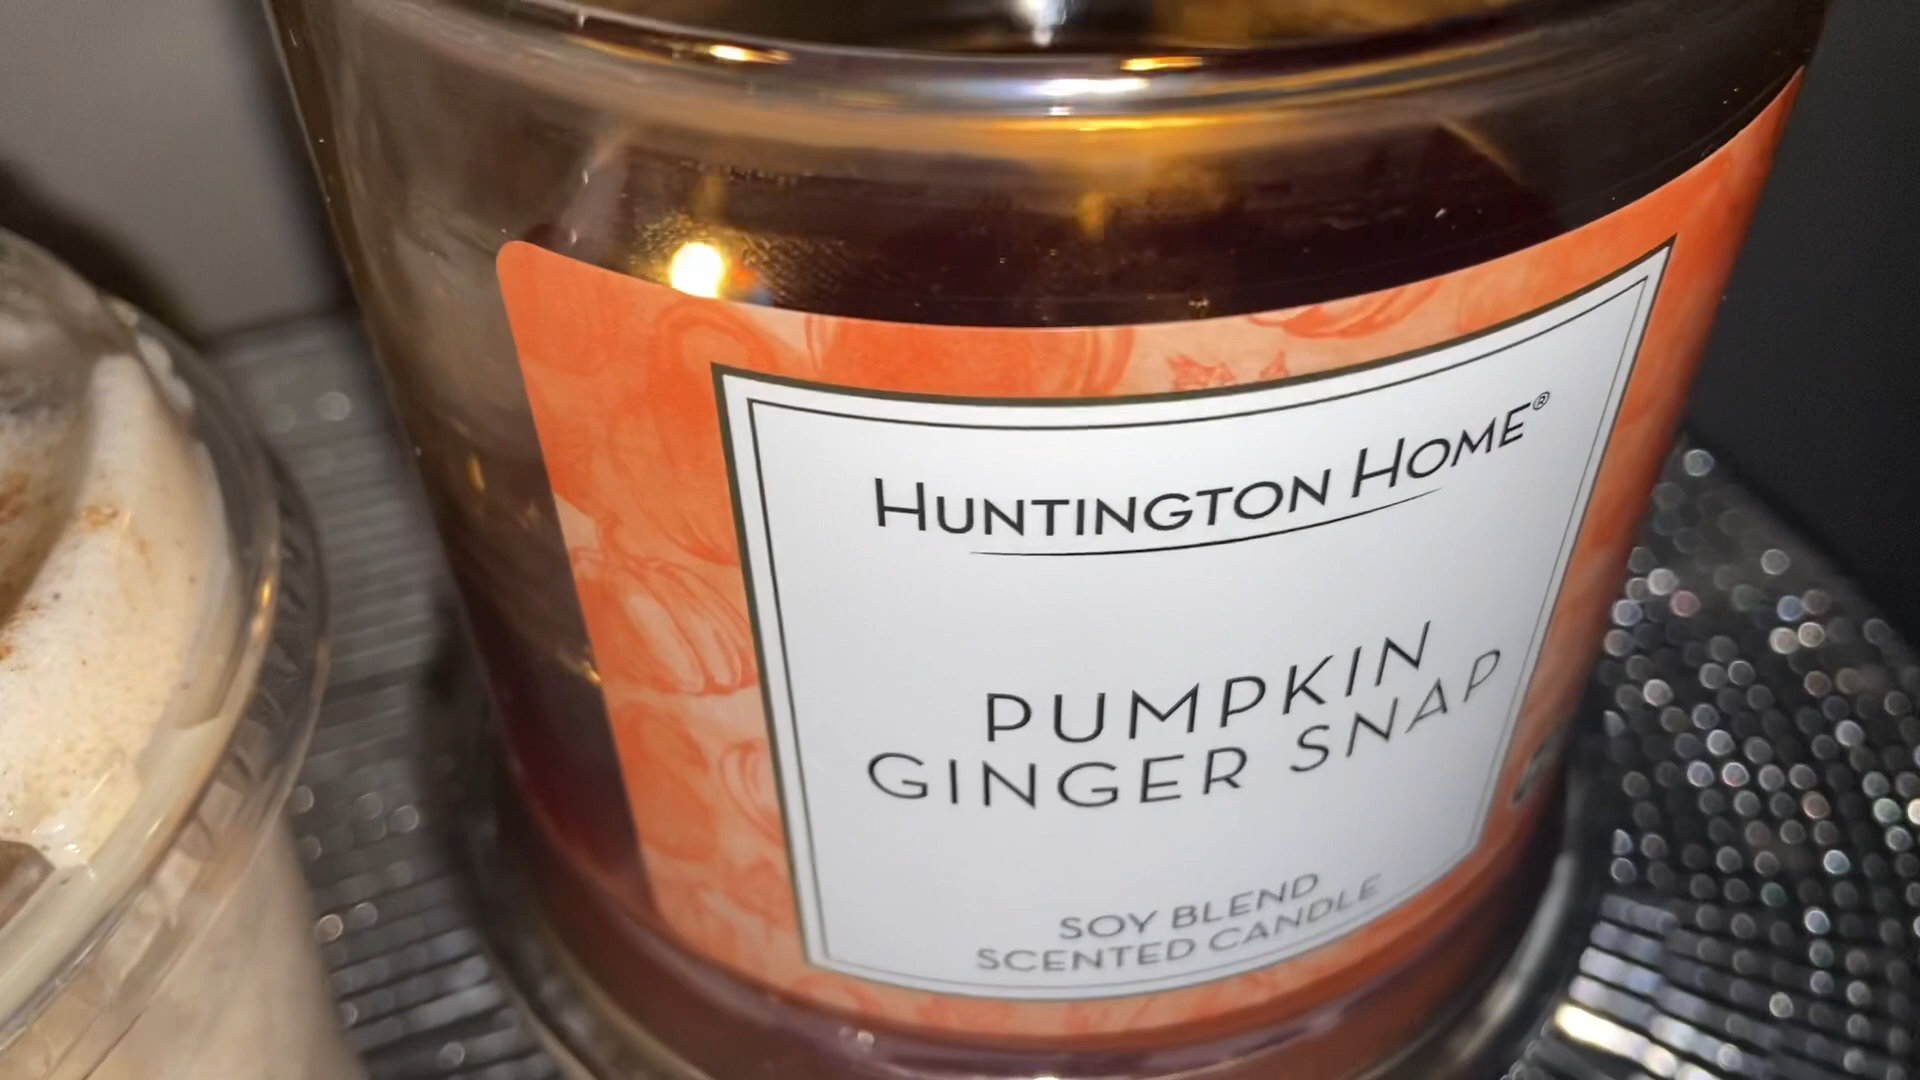 HUNTINGTON HOME®
PUMPKIN
GINGER SNAP
SOY BLEND
SCENTED CANDLE